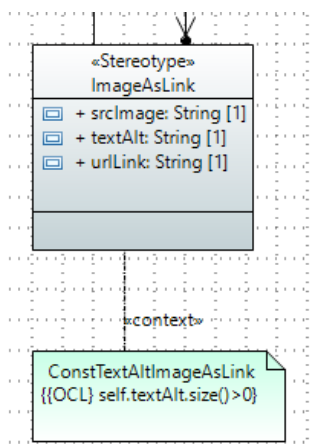 «Stereotype»
ImageAsLink
+ srcImage: String [1]
+ textAlt: String [1]
+ urlLink: String [1]
«context»
ConstTextAltImageAsLink
{{OCL} self.textAlt.size()>0}